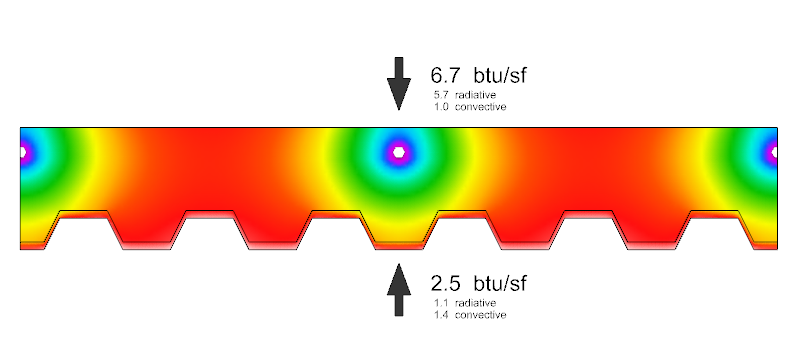 6.7 btu/sf
5.7 radiative
1.0 convective
2.5 btu/sf
1.1 radiative
1.4 convective